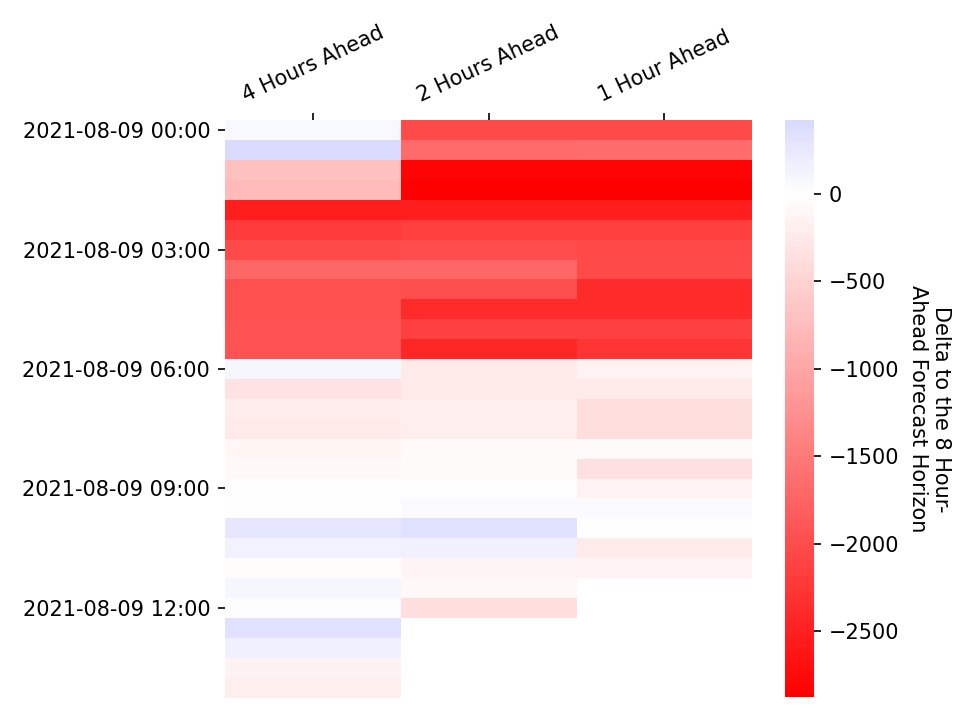 4 Hours Ahead
2 Hours Ahead
1 Hour Ahead
2021-08-09 00:00
2021-08-09 03:00
2021-08-09 06:00
2021-08-09 09:00
2021-08-09 12:00
0
−500
−1000
−1500
−2000
−2500
Delta to the 8 Hour-
Ahead Forecast Horizon